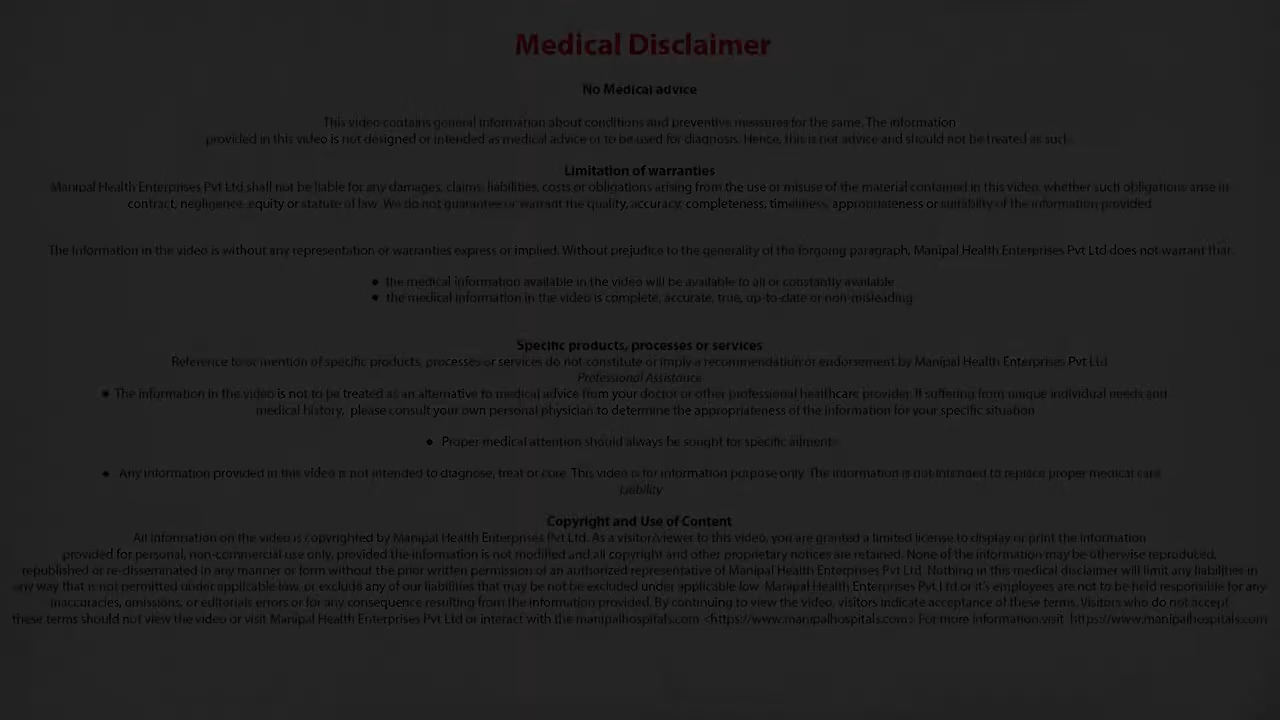 Medical Disclaimer
No Medical advice
This video contains general information about conditions and preventive measures for the same. The information
provided in this video is not designed or intended as medical advice or to be used for diagnosis. Hence, this is not advice and should not be treated as such.
Limitation of warranties
Manipal Health Enterprises Pvt Ltd shall not be liable for any damages, claims, liabilities, costs or obligations arising from the use or misuse of the material contained in this video, whether such obligations arise in
contract, negligence, equity or statute of law. We do not guarantee or warrant the quality, accuracy, completeness, timeliness, appropriateness or suitability of the information provided.
The information in the video is without any representation or warranties express or implied. Without prejudice to the generality of the forgoing paragraph, Manipal Health Enterprises Pvt Ltd does not warrant that:
● the medical information available in the video will be available to all or constantly available
● the medical information in the video is complete, accurate, true, up-to-date or non-misleading
Specific products, processes or services
Reference to or mention of specific products, processes or services do not constitute or imply a recommendation or endorsement by Manipal Health Enterprises Pvt Ltd
Professional Assistance
● The information in the video is not to be treated as an alternative to medical advice from your doctor or other professional healthcare provider. If suffering from unique individual needs and
medical history, please consult your own personal physician to determine the appropriateness of the information for your specific situation
● Proper medical attention should always be sought for specific ailments
● Any information provided in this video is not intended to diagnose, treat or cure. This video is for information purpose only. The information is not intended to replace proper medical care
Liability
Copyright and Use of Content
All information on the video is copyrighted by Manipal Health Enterprises Pvt Ltd. As a visitor/viewer to this video, you are granted a limited license to display or print the information
provided for personal, non-commercial use only, provided the information is not modified and all copyright and other proprietary notices are retained. None of the information may be otherwise reproduced,
republished or re-disseminated in any manner or form without the prior written permission of an authorized representative of Manipal Health Enterprises Pvt Ltd. Nothing in this medical disclaimer will limit any liabilities in
any way that is not permitted under applicable law, or exclude any of our liabilities that may be not be excluded under applicable law. Manipal Health Enterprises Pvt Ltd or it's employees are not to be held responsible for any
inaccuracies, omissions, or editorials errors or for any consequence resulting from the information provided. By continuing to view the video, visitors indicate acceptance of these terms. Visitors who do not accept
these terms should not view the video or visit Manipal Health Enterprises Pvt Ltd or interact with the manipalhospitals.com <https://www.manipalhospitals.com> For more information visit https://www.manipalhospitals.com